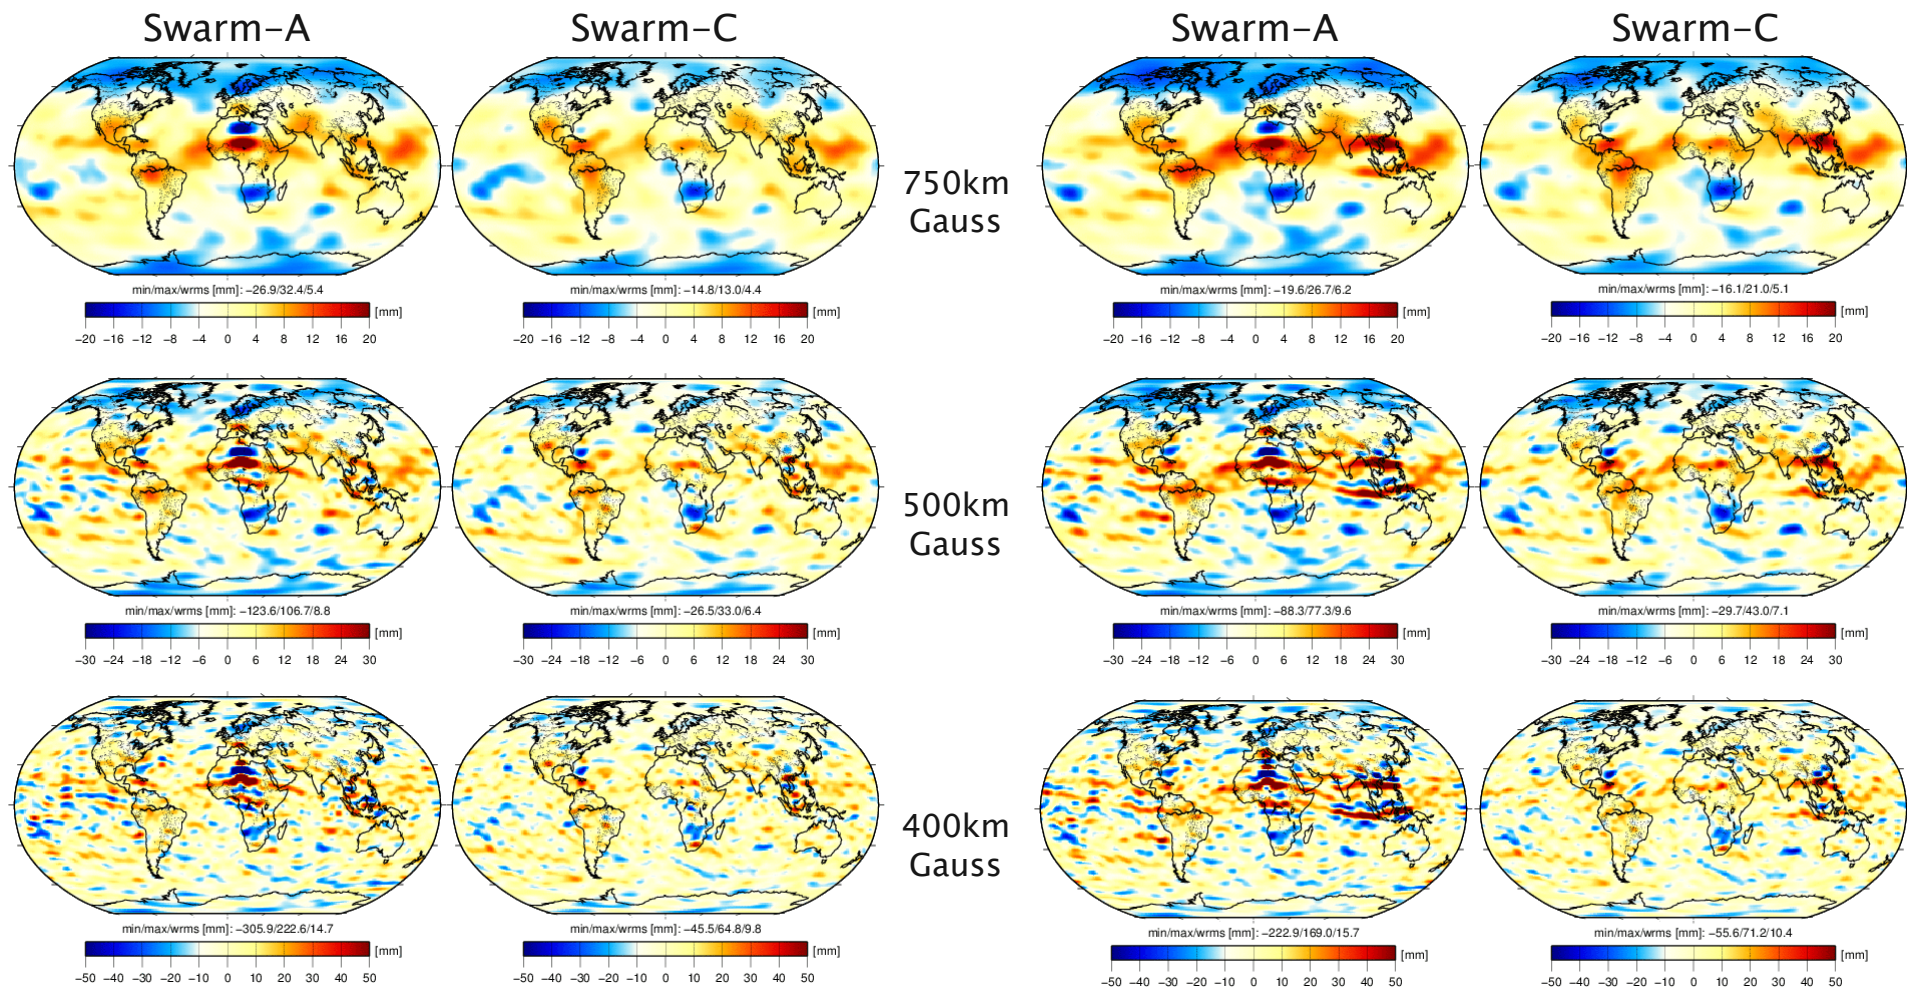 Swarm–A
Swarm–C
Swarm–A
Swarm–C
750km
Gauss
min/max/wrms [mm]: −26.9/32.4/5.4
[mm]
−20 −16 −12 −8 −4 0 4 8 12 16 20
min/max/wrms [mm]: −14.8/13.0/4.4
[mm]
−20 −16 −12 −8 −4 0 4 8 12 16 20
min/max/wrms [mm]: −19.6/26.7/6.2
[mm]
−20 −16 −12 −8 −4 0 4 8 12 16 20
min/max/wrms [mm]: −16.1/21.0/5.1
[mm]
−20 −16 −12 −8 −4 0 4 8 12 16 20
500km
Gauss
min/max/wrms [mm]: −123.6/106.7/8.8
[mm]
−30 −24 −18 −12 −6 0 6 12 18 24 30
min/max/wrms [mm]: −26.5/33.0/6.4
[mm]
−30 −24 −18 −12 −6 0 6 12 18 24 30
min/max/wrms [mm]: −88.3/77.3/9.6
[mm]
−30 −24 −18 −12 −6 0 6 12 18 24 30
min/max/wrms [mm]: −29.7/43.0/7.1
[mm]
−30 −24 −18 −12 −6 0 6 12 18 24 30
400km
Gauss
min/max/wrms [mm]: −305.9/222.6/14.7
[mm]
−50 −40 −30 −20 −10 0 10 20 30 40 50
min/max/wrms [mm]: −45.5/64.8/9.8
[mm]
−50 −40 −30 −20 −10 0 10 20 30 40 50
min/max/wrms [mm]: −222.9/169.0/15.7
[mm]
−50 −40 −30 −20 −10 0 10 20 30 40 50
min/max/wrms [mm]: −55.6/71.2/10.4
[mm]
−50 −40 −30 −20 −10 0 10 20 30 40 50